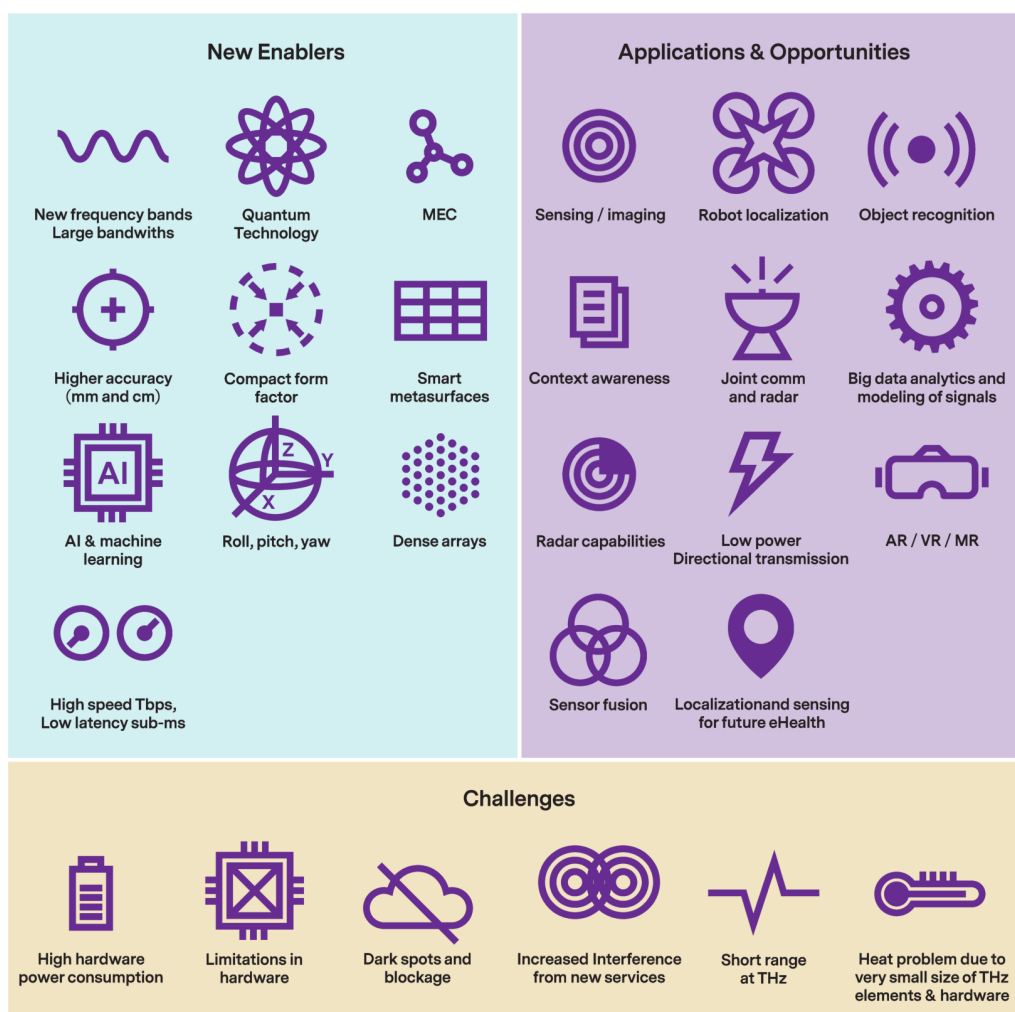 New Enablers
New frequency bands
Large bandwiths
Quantum
Technology
MEC
Higher accuracy
(mm and cm)
Compact form
factor
Smart
metasurfaces
AI
AI & machine
learning
Z
Y
X
Roll, pitch, yaw
Dense arrays
High speed Tbps,
Low latency sub-ms
Applications & Opportunities
Sensing / imaging
Robot localization
Object recognition
Context awareness
Joint comm
and radar
Big data analytics and
modeling of signals
Radar capabilities
Low power
Directional transmission
AR / VR / MR
Sensor fusion
Localizationand sensing
for future eHealth
Challenges
High hardware
power consumption
Limitations in
hardware
Dark spots and
blockage
Increased Interference
from new services
Short range
at THz
Heat problem due to
very small size of THz
elements & hardware